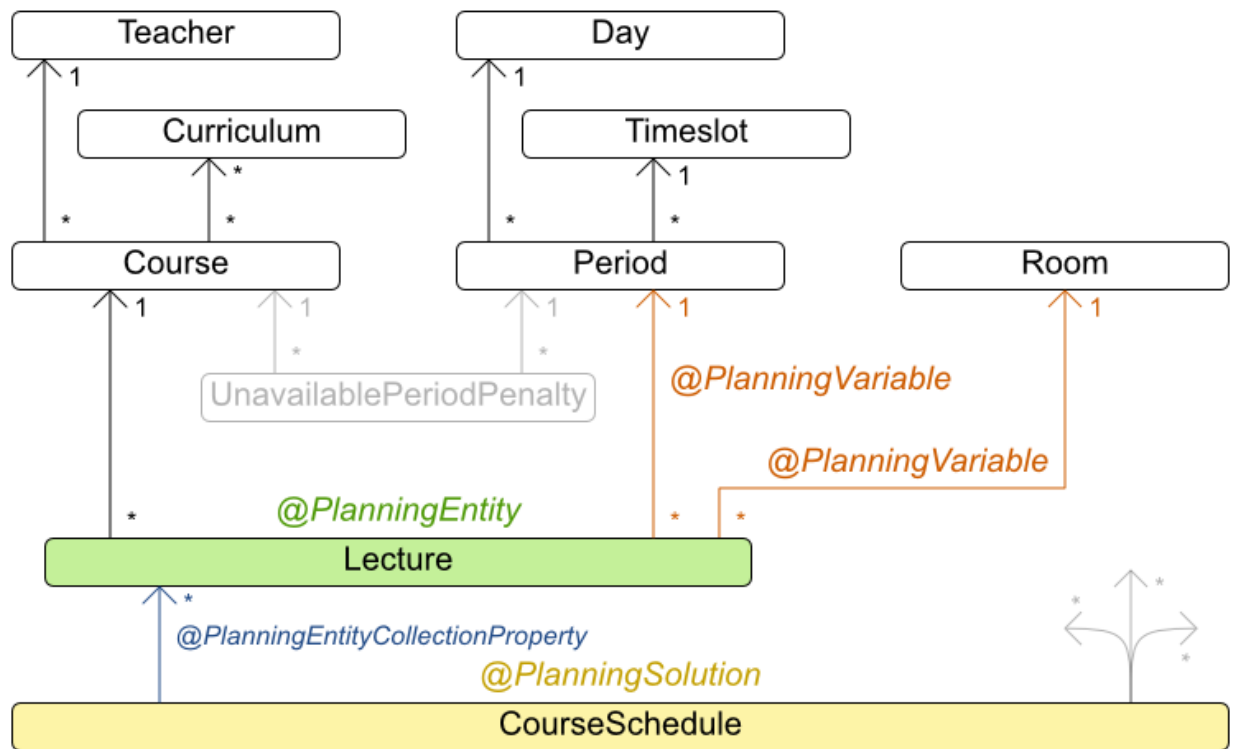 Teacher
Day
1
1
Curriculum
Timeslot
*
1
*
*
*
*
Course
Period
Room
1
1
1
1
1
*
*
UnavailablePeriodPenalty
@PlanningVariable
@PlanningVariable
@PlanningEntity
*
*
*
Lecture
*
*
*
@PlanningEntityCollectionProperty
*
@PlanningSolution
CourseSchedule